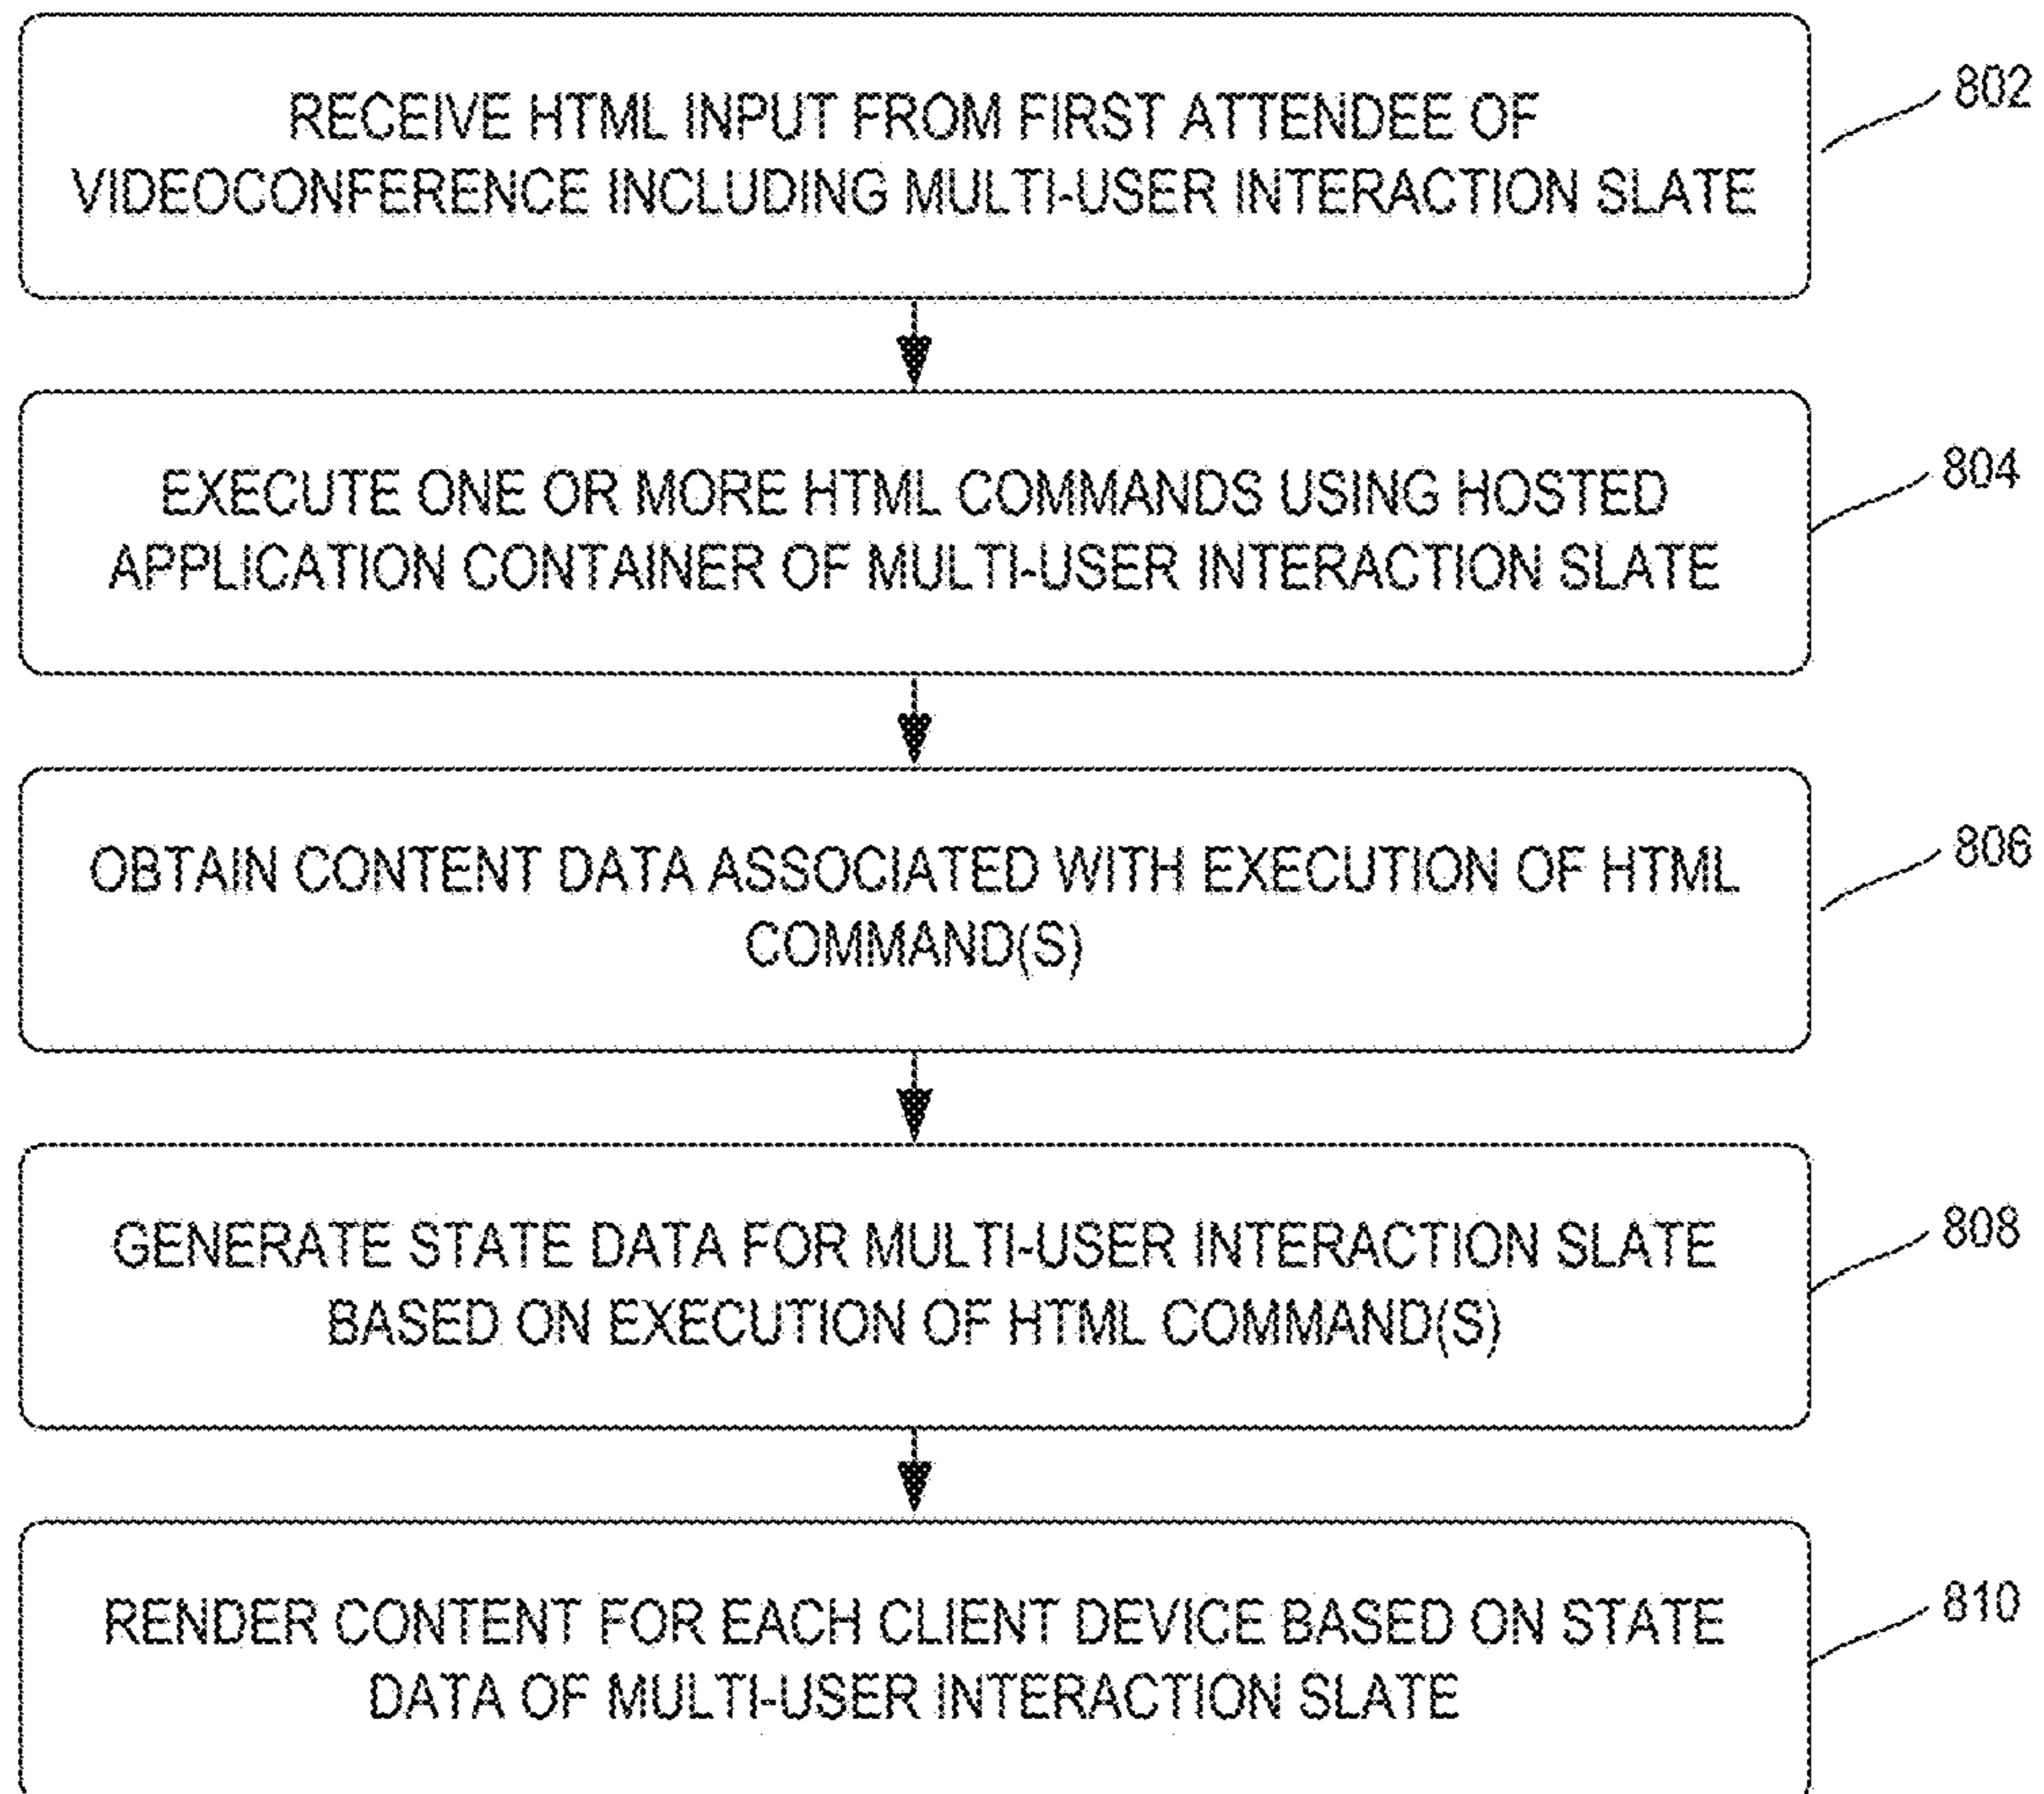 RECEIVE HTML INPUT FROM FIRST ATTENDEE OF
VIDEOCONFERENCE INCLUDING MULTI-USER INTERACTION SLATE
802
EXECUTE ONE OR MORE HTML COMMANDS USING HOSTED
APPLICATION CONTAINER OF MULTI-USER INTERACTION SLATE
804
OBTAIN CONTENT DATA ASSOCIATED WITH EXECUTION OF HTML
COMMAND(S)
806
GENERATE STATE DATA FOR MULTI-USER INTERACTION SLATE
BASED ON EXECUTION OF HTML COMMAND(S)
808
RENDER CONTENT FOR EACH CLIENT DEVICE BASED ON STATE
DATA OF MULTI-USER INTERACTION SLATE
810